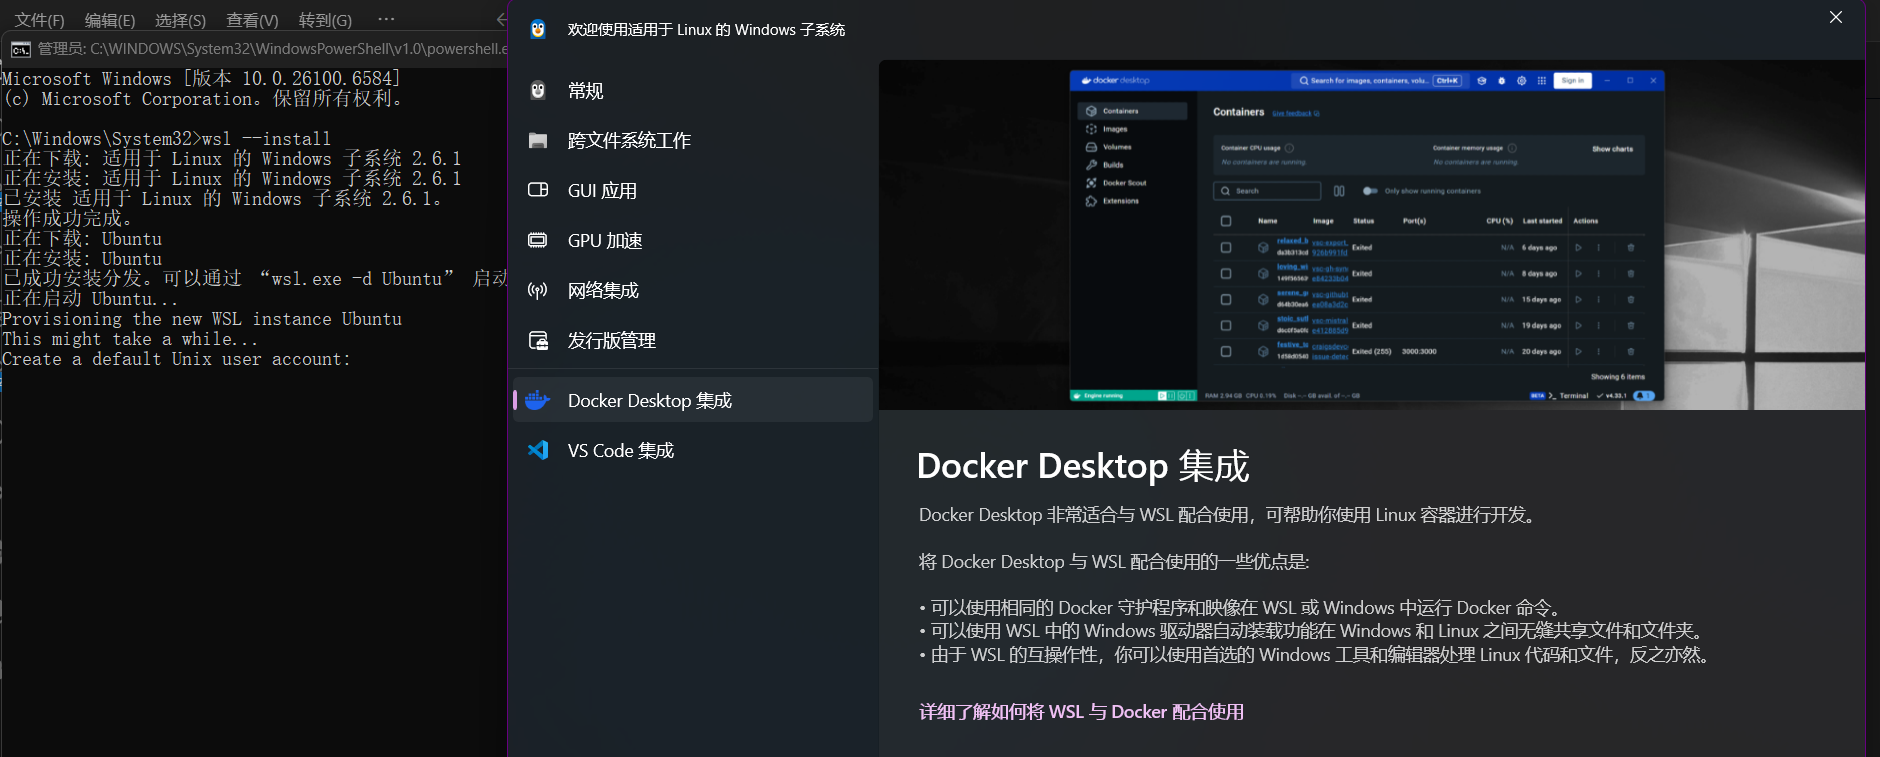 文件(F) 编辑(E) 选择(S) 查看(V) 转到(G) ···
管理员: C:\WINDOWS\System32\WindowsPowerShell\v1.0\powershell.e
Microsoft Windows [版本 10.0.26100.6584]
(c) Microsoft Corporation。保留所有权利。
C:\Windows\System32>wsl --install
正在下载: 适用于 Linux 的 Windows 子系统 2.6.1
正在安装: 适用于 Linux 的 Windows 子系统 2.6.1
已安装 适用于 Linux 的 Windows 子系统 2.6.1。
操作成功完成。
正在下载: Ubuntu
正在安装: Ubuntu
已成功安装分发。可以通过 “wsl.exe -d Ubuntu” 启动
正在启动 Ubuntu...
Provisioning the new WSL instance Ubuntu
This might take a while...
Create a default Unix user account:
欢迎使用适用于 Linux 的 Windows 子系统
常规
跨文件系统工作
GUI 应用
GPU 加速
网络集成
发行版管理
Docker Desktop 集成
VS Code 集成
docker desktop
Search for images, containers, volu... Ctrl+K
Sign in
Containers
Images
Volumes
Builds
Docker Scout
Extensions
Containers Give feedback
Container CPU usage
No containers are running.
Container memory usage
No containers are running.
Show charts
Search
Only show running containers
Name Image Status Port(s) CPU (%) Last started Actions
Exited N/A 6 days ago
Exited N/A 8 days ago
Exited N/A 15 days ago
Exited N/A 19 days ago
Exited (255) 3000:3000 N/A 20 days ago
Showing 6 items
Engine running
RAM 2.94 GB CPU 0.19% Disk -.-- GB avail. of -.-- GB
BETA >_ Terminal v4.33.1
Docker Desktop 集成
Docker Desktop 非常适合与 WSL 配合使用，可帮助你使用 Linux 容器进行开发。
将 Docker Desktop 与 WSL 配合使用的一些优点是:
• 可以使用相同的 Docker 守护程序和映像在 WSL 或 Windows 中运行 Docker 命令。
• 可以使用 WSL 中的 Windows 驱动器自动装载功能在 Windows 和 Linux 之间无缝共享文件和文件夹。
• 由于 WSL 的互操作性，你可以使用首选的 Windows 工具和编辑器处理 Linux 代码和文件，反之亦然。
详细了解如何将 WSL 与 Docker 配合使用